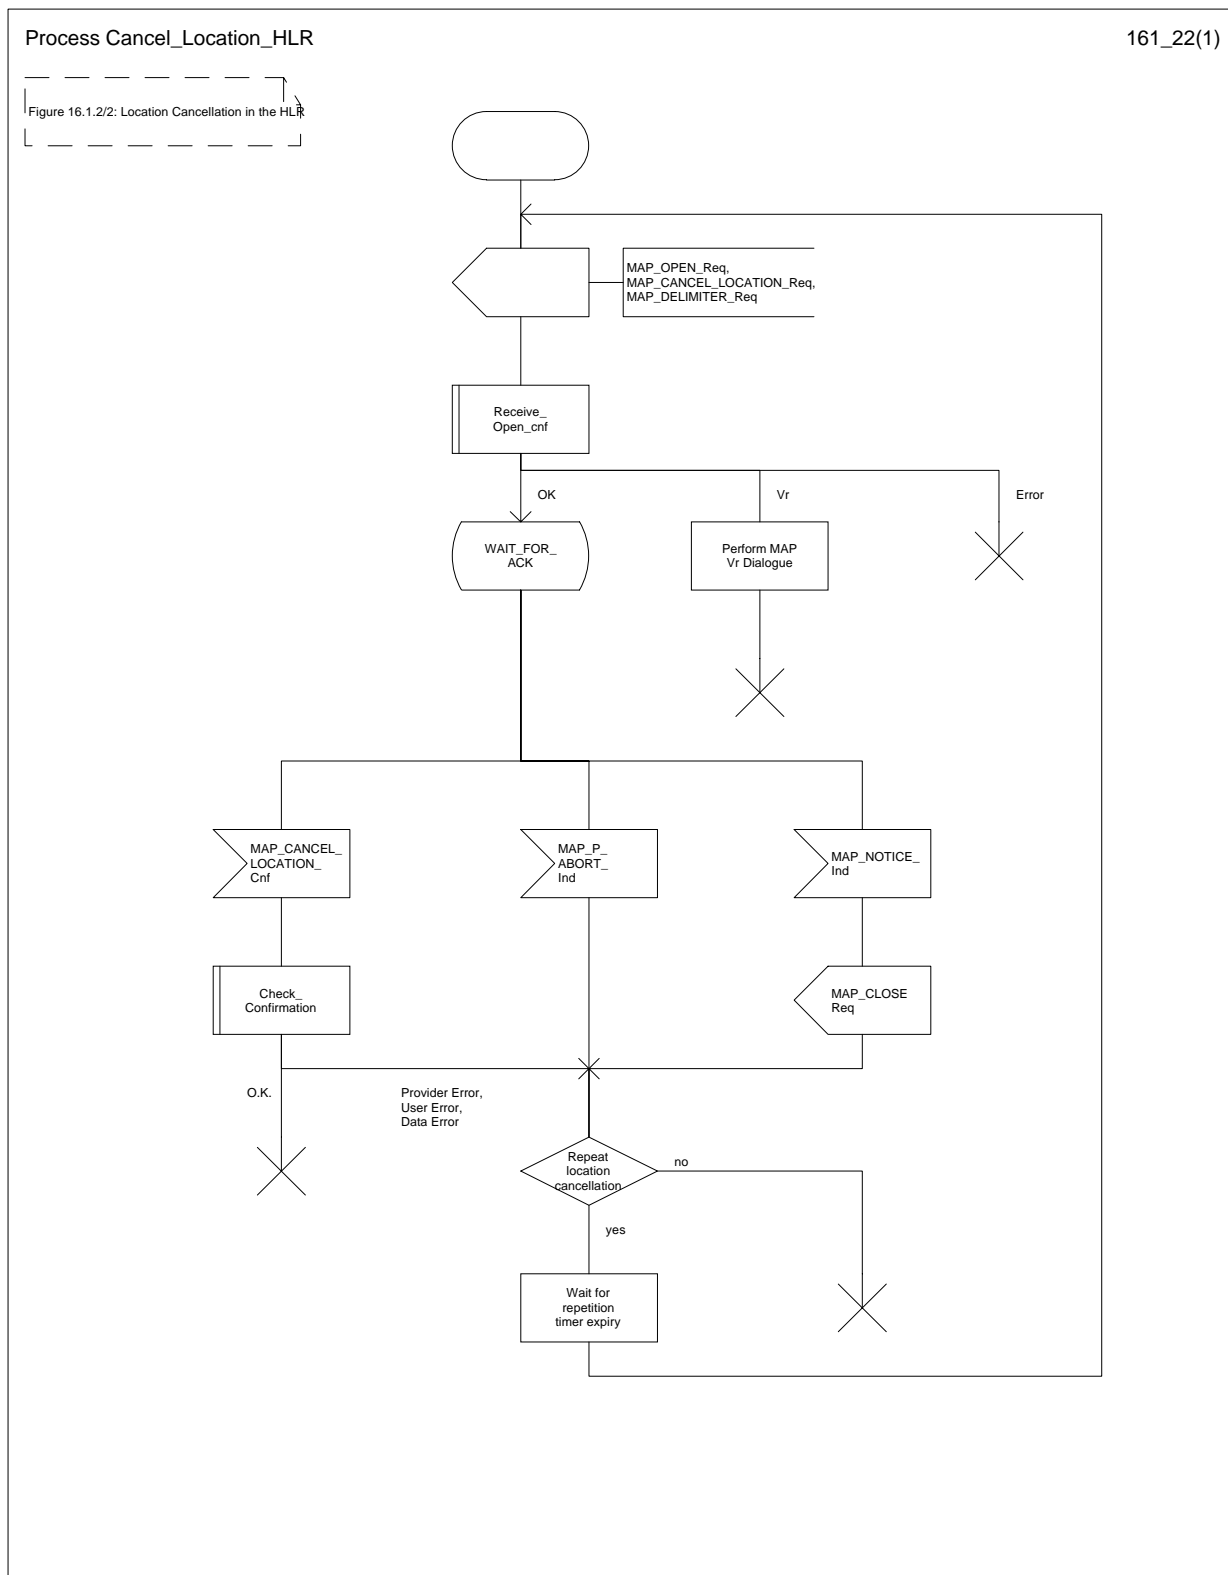 Process Cancel_Location_HLR
161_22(1)
Figure 16.1.2/2: Location Cancellation in the HLR
MAP_OPEN_Req,
MAP_CANCEL_LOCATION_Req,
MAP_DELIMITER_Req
Receive_
Open_cnf
OK
Vr
Error
WAIT_FOR_
ACK
Perform MAP
Vr Dialogue
MAP_CANCEL_
LOCATION_
Cnf
MAP_P_
ABORT_
Ind
MAP_NOTICE_
Ind
Check_
Confirmation
MAP_CLOSE
Req
O.K.
Provider Error,
User Error,
Data Error
Repeat
location
cancellation
no
yes
Wait for
repetition
timer expiry